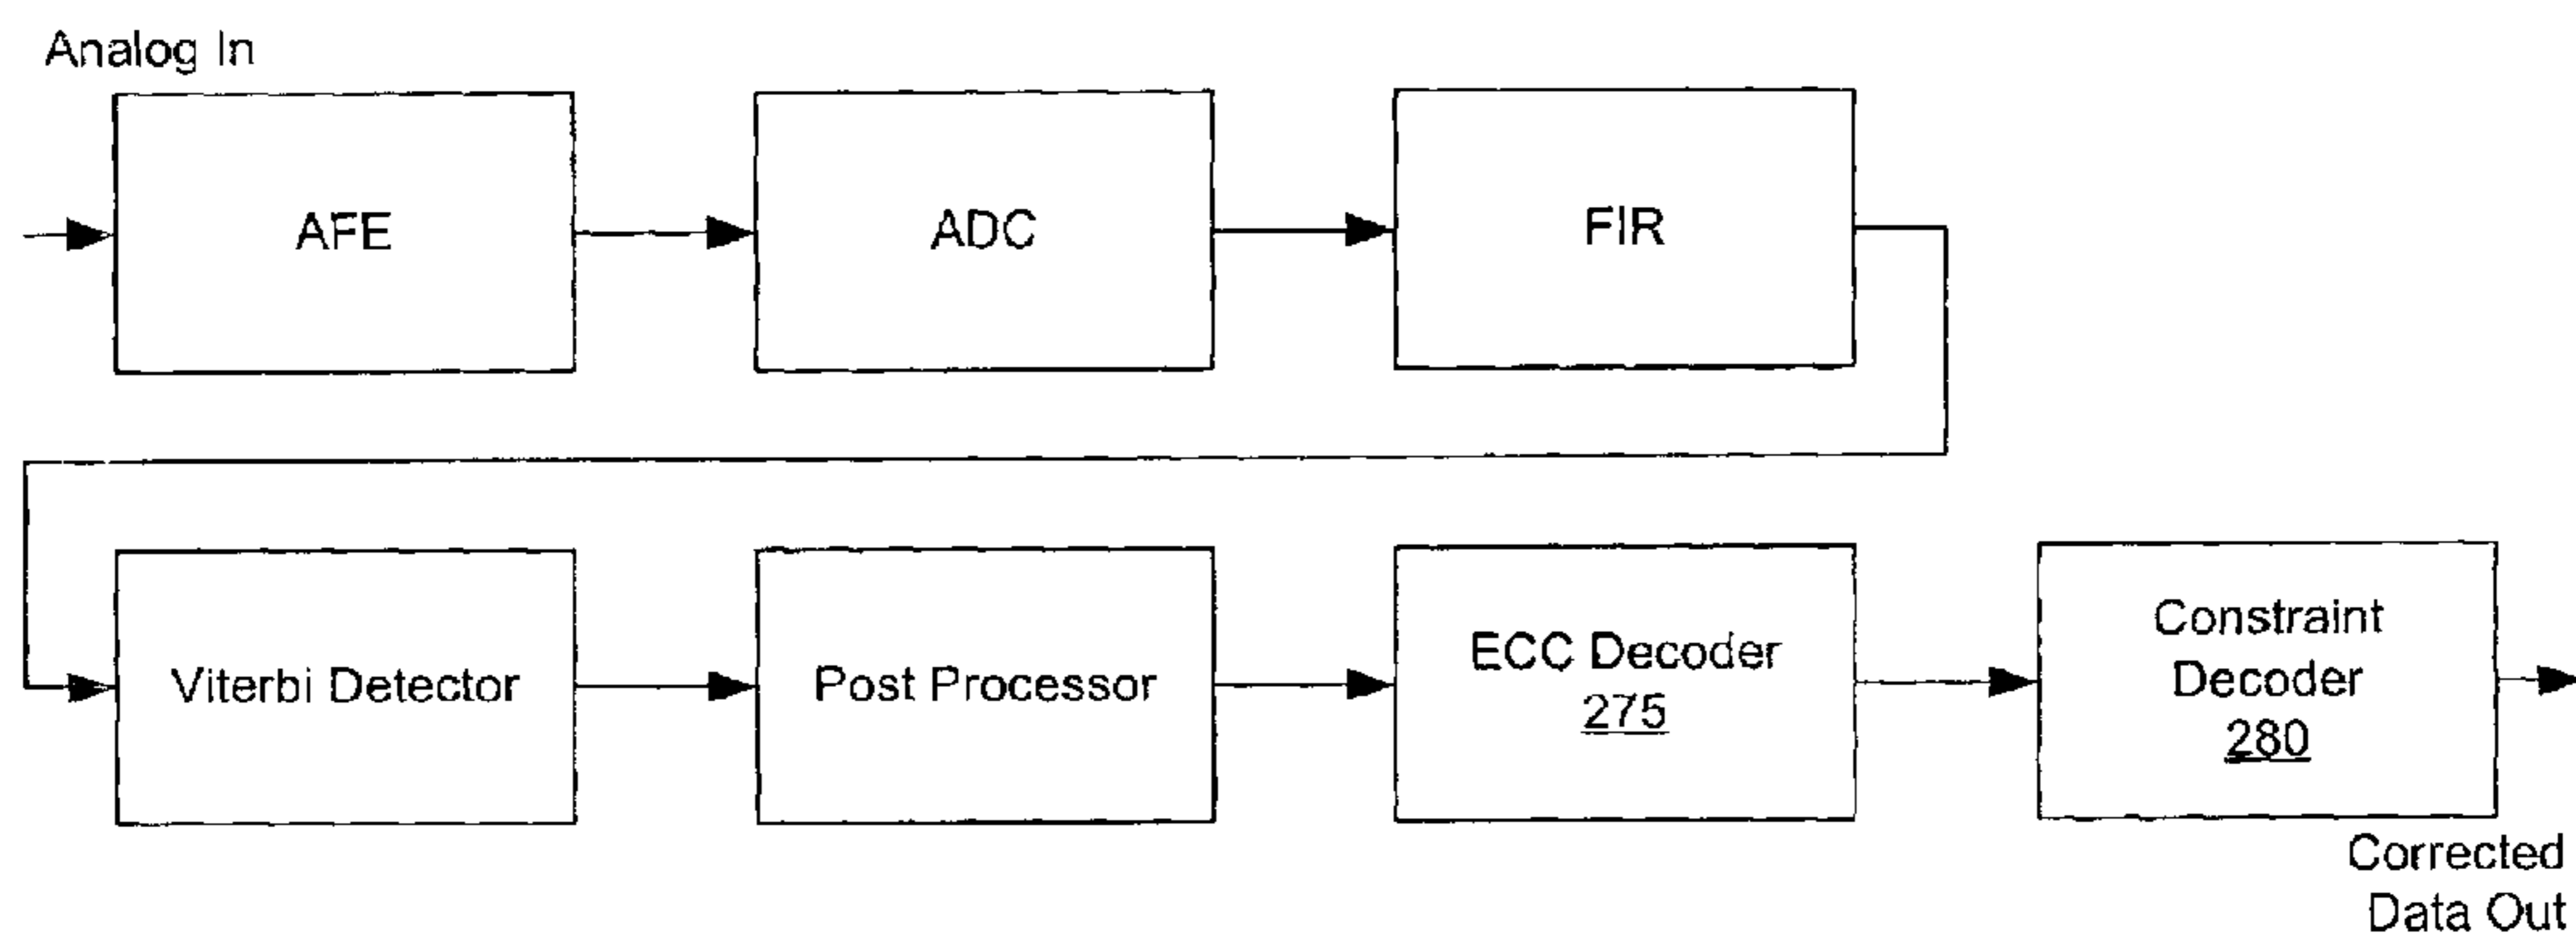 Analog In
AFE
ADC
FIR
Viterbi Detector
Post Processor
ECC Decoder
275
Constraint
Decoder
280
Corrected
Data Out